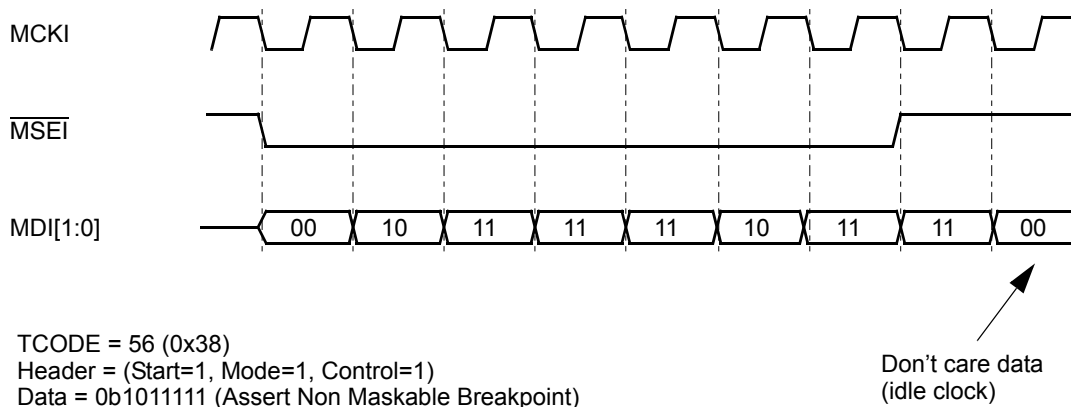 MCKI
MSEI
MDI[1:0] 00 10 11 11 11 10 11 11 00
TCODE = 56 (0x38)
Header = (Start=1, Mode=1, Control=1)
Data = 0b1011111 (Assert Non Maskable Breakpoint)
Don't care data
(idle clock)